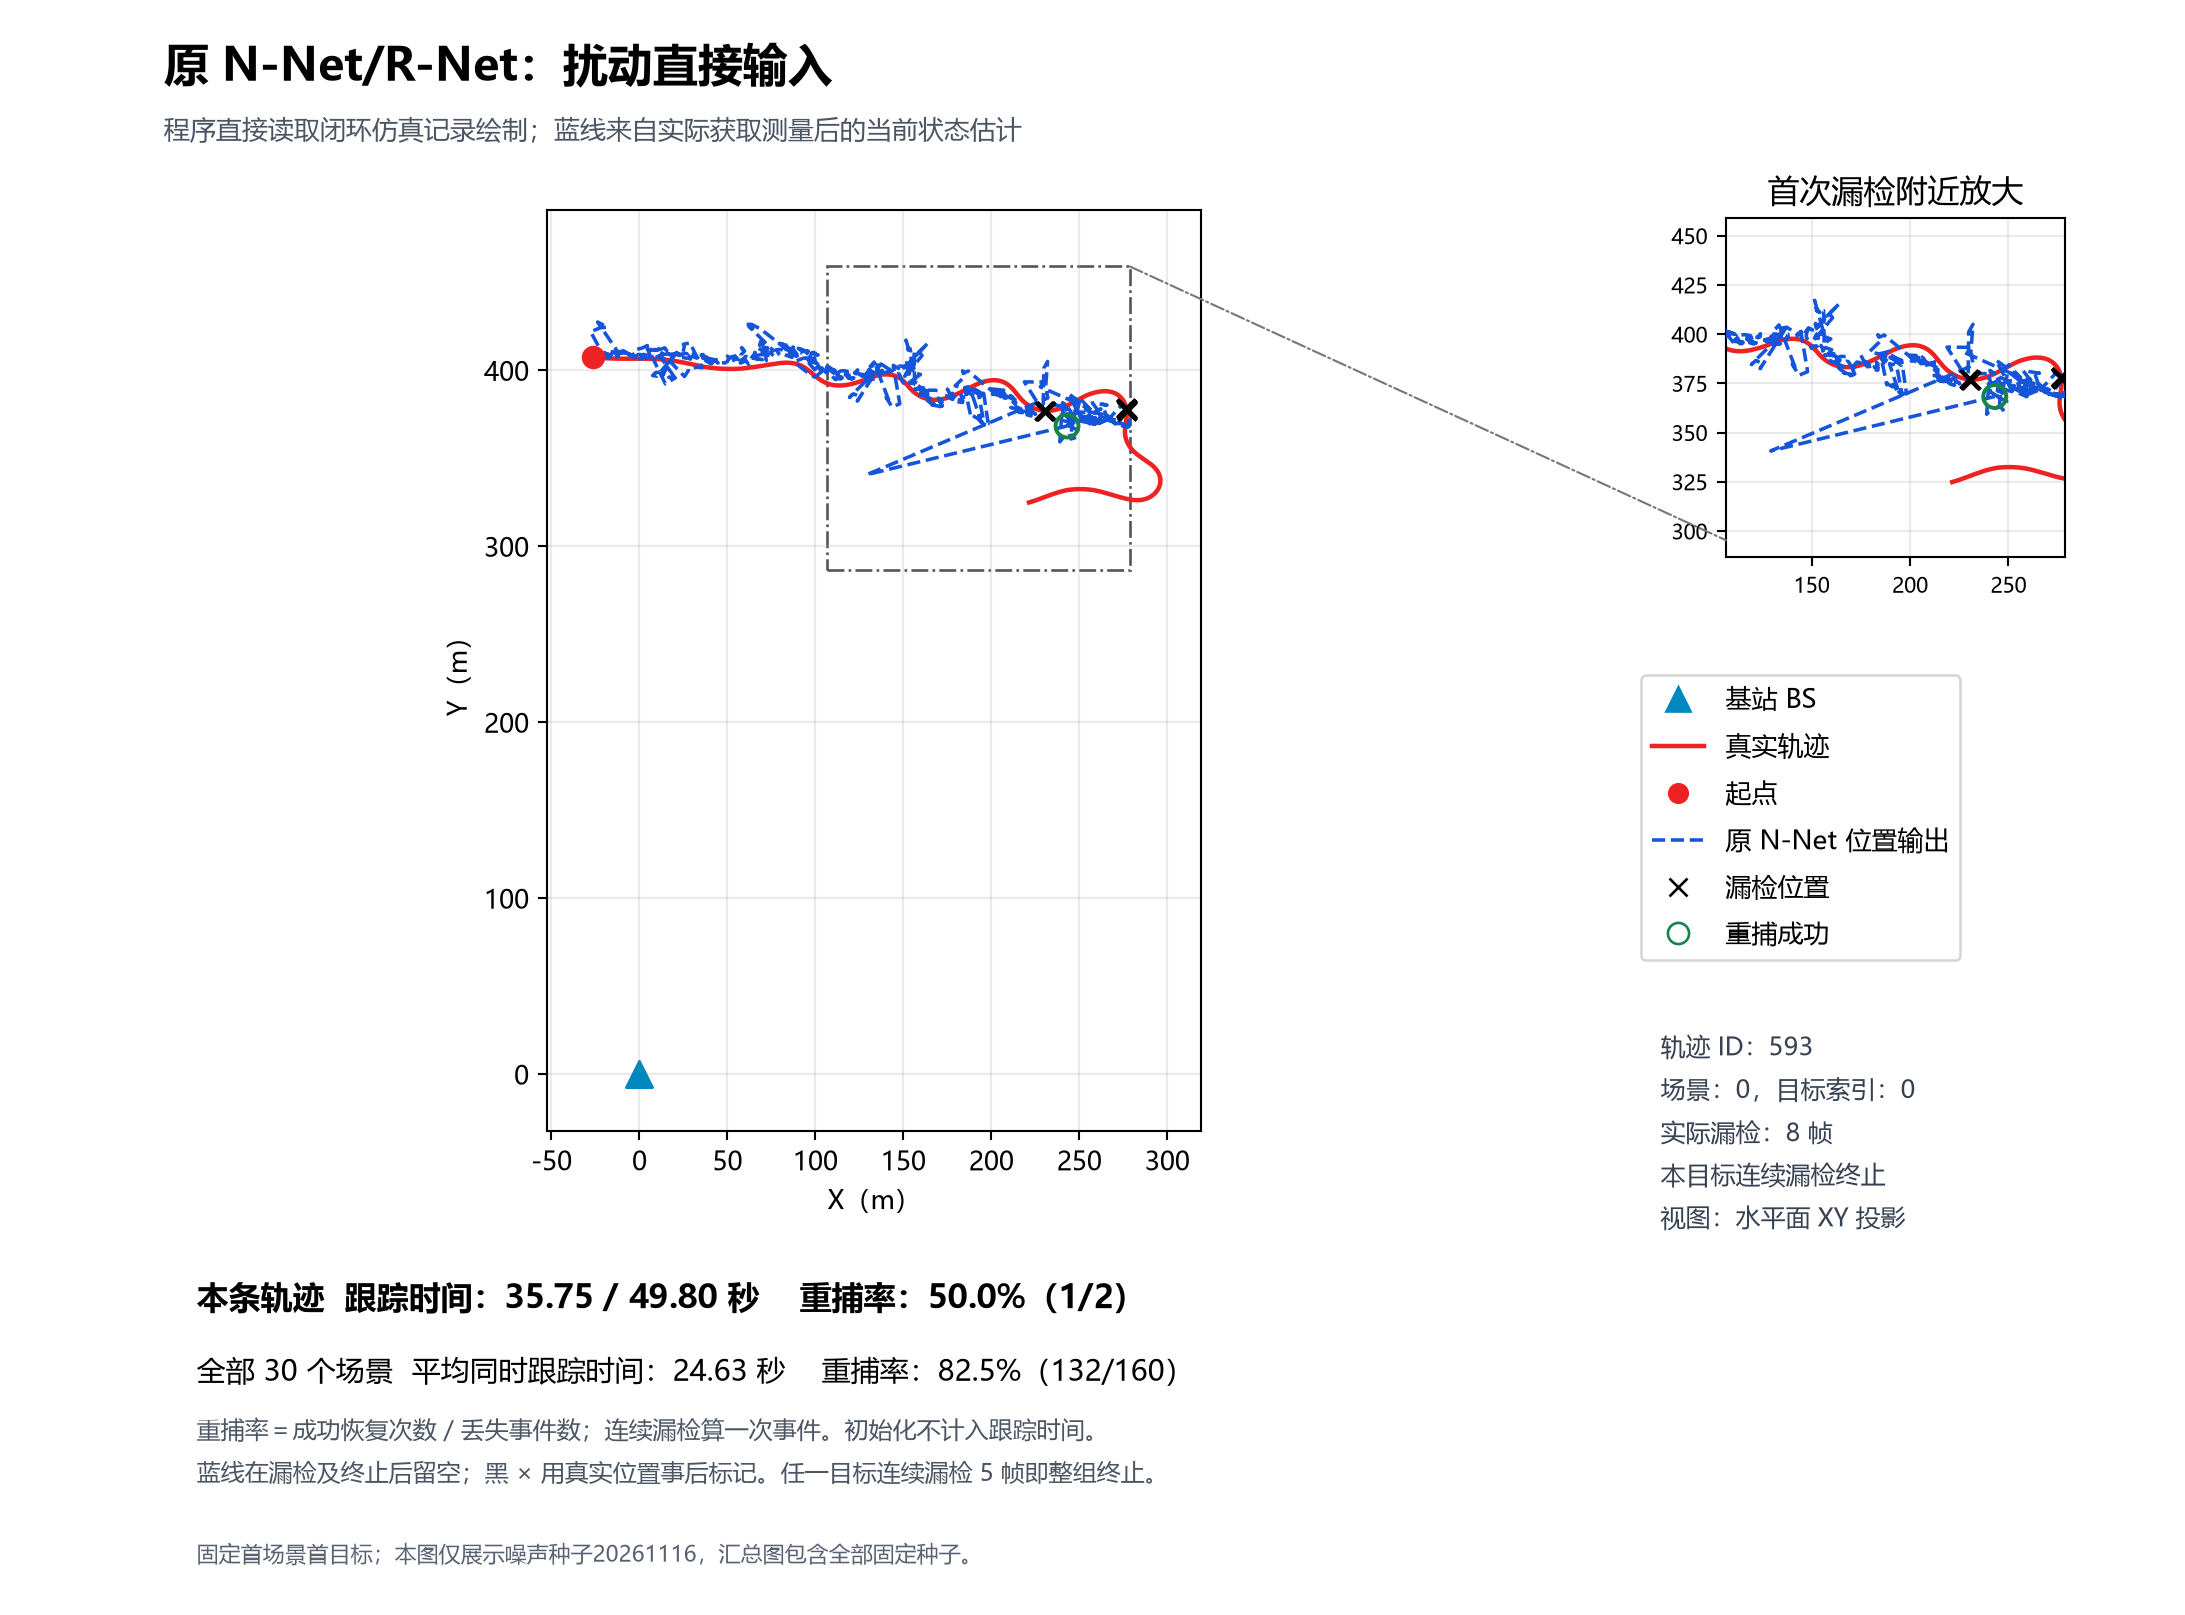 原 N-Net/R-Net：扰动直接输入
程序直接读取闭环仿真记录绘制；蓝线来自实际获取测量后的当前状态估计
首次漏检附近放大
450
425
400
375
350
325
300
150 200 250
400
300
200
100
0
Y（m）
-50 0 50 100 150 200 250 300
X（m）
基站 BS
真实轨迹
起点
原 N-Net 位置输出
漏检位置
重捕成功
轨迹 ID：593
场景：0，目标索引：0
实际漏检：8 帧
本目标连续漏检终止
视图：水平面 XY 投影
本条轨迹 跟踪时间：35.75 / 49.80 秒 重捕率：50.0%（1/2）
全部 30 个场景 平均同时跟踪时间：24.63 秒 重捕率：82.5%（132/160）
重捕率 = 成功恢复次数 / 丢失事件数；连续漏检算一次事件。初始化不计入跟踪时间。
蓝线在漏检及终止后留空；黑 × 用真实位置事后标记。任一目标连续漏检 5 帧即整组终止。
固定首场景首目标；本图仅展示噪声种子20261116，汇总图包含全部固定种子。